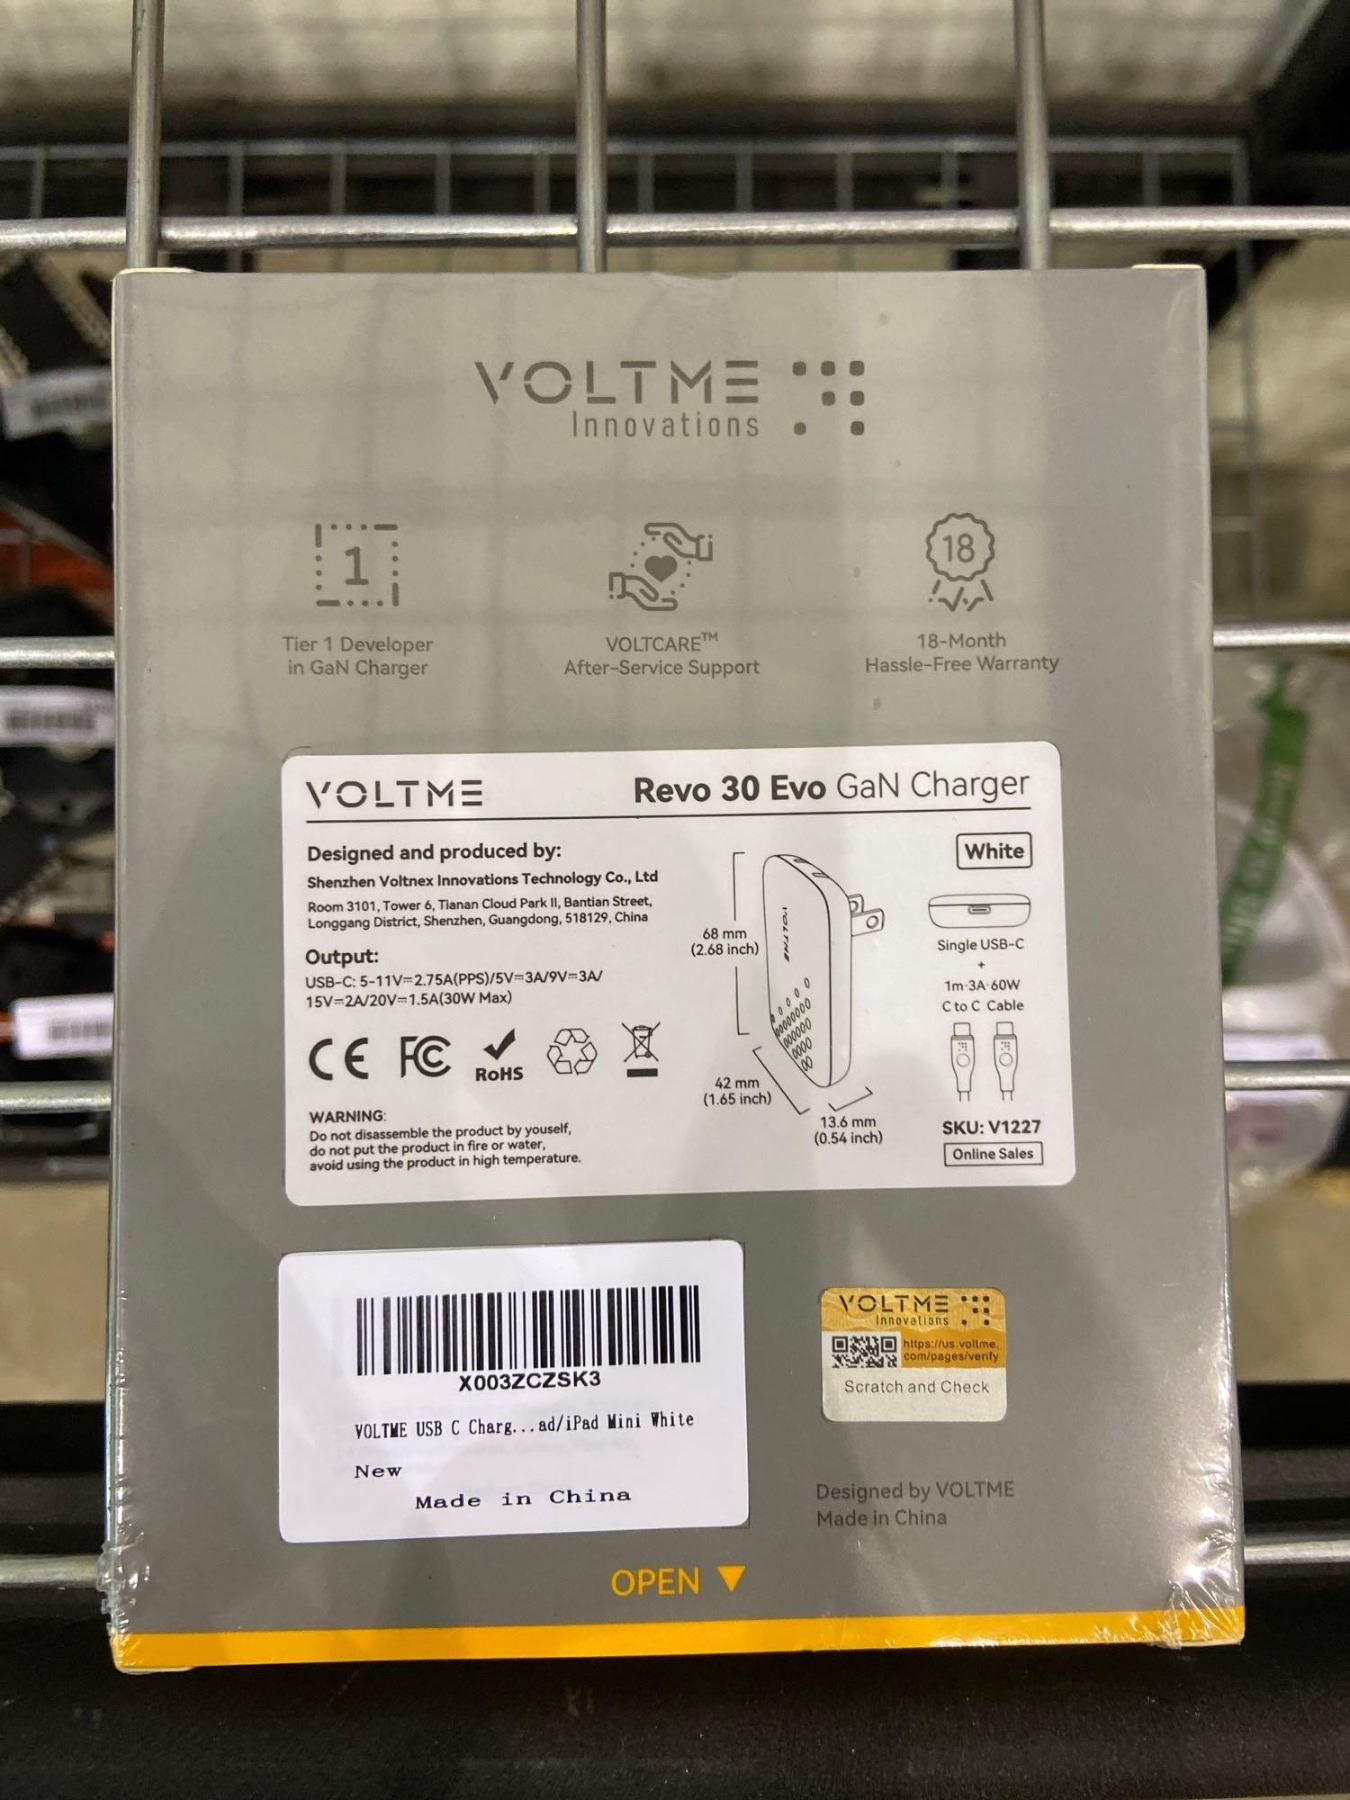 VOLTME
Innovations
1
18
Tier 1 Developer
in GaN Charger
VOLTCARE™
After-Service Support
18-Month
Hassle-Free Warranty
VOLTME
Revo 30 Evo GaN Charger
Designed and produced by:
Shenzhen Voltnex Innovations Technology Co., Ltd
Room 3101, Tower 6, Tianan Cloud Park II, Bantian Street,
Longgang District, Shenzhen, Guangdong, 518129, China
Output:
USB-C: 5-11V⎓2.75A(PPS)/5V⎓3A/9V⎓3A/
15V⎓2A/20V⎓1.5A(30W Max)
CE FC RoHS
WARNING:
Do not disassemble the product by youself,
do not put the product in fire or water,
avoid using the product in high temperature.
68 mm
(2.68 inch)
VOLTME
42 mm
(1.65 inch)
13.6 mm
(0.54 inch)
White
Single USB-C
+
1m·3A·60W
C to C Cable
SKU: V1227
Online Sales
X003ZCZSK3
VOLTME USB C Charg...ad/iPad Mini White
New
Made in China
VOLTME
Innovations
https://us.voltme.
com/pages/verify
Scratch and Check
Designed by VOLTME
Made in China
OPEN